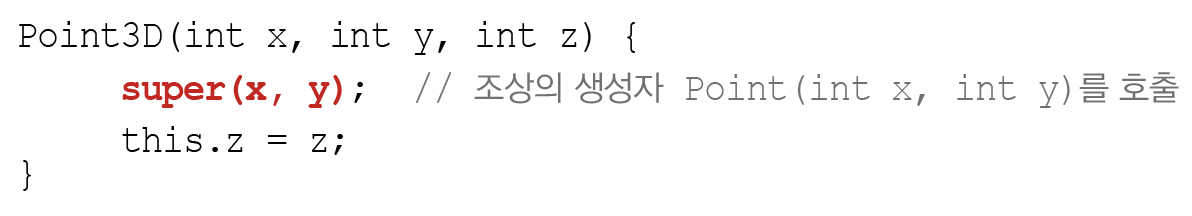 Point3D(int x, int y, int z) {
super(x, y);  // 조상의 생성자 Point(int x, int y)를 호출
this.z = z;
}